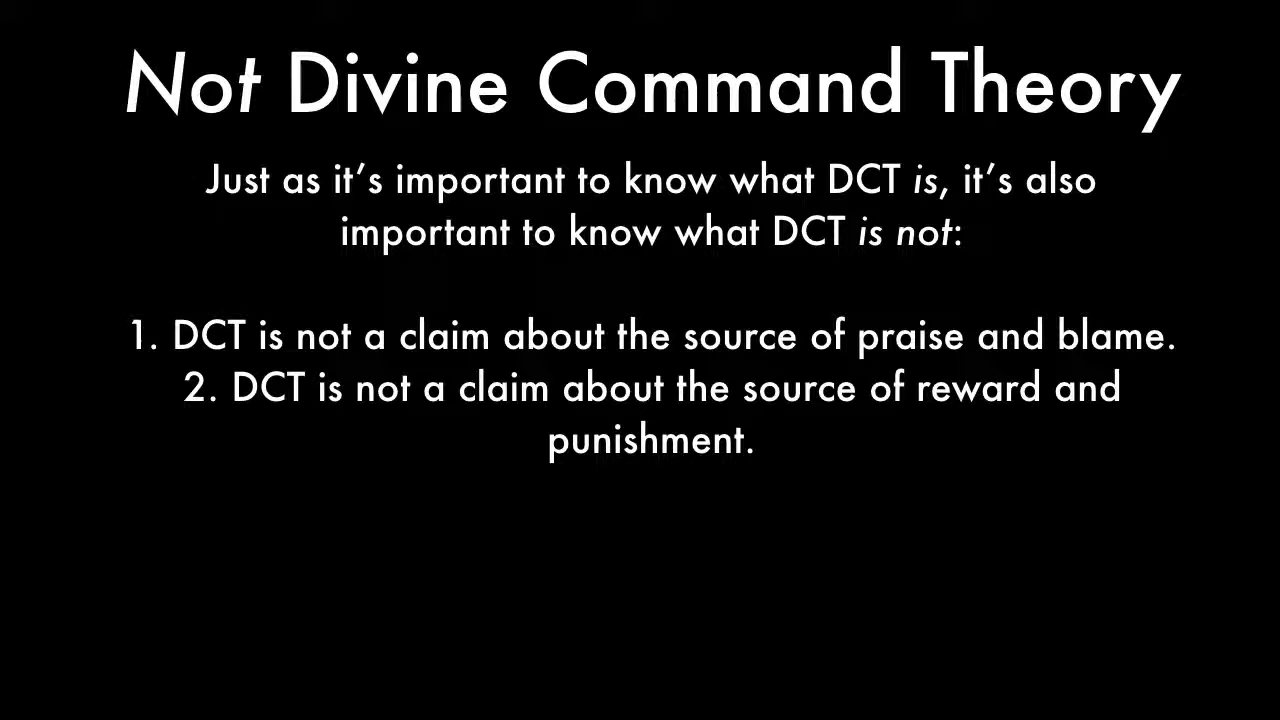 Not Divine Command Theory
Just as it’s important to know what DCT is, it’s also
important to know what DCT is not:
1. DCT is not a claim about the source of praise and blame.
2. DCT is not a claim about the source of reward and
punishment.